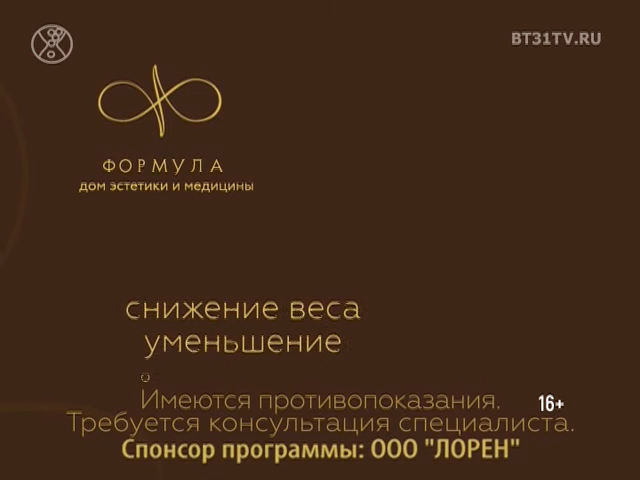 BT31TV.RU
ФОРМУЛА
дом эстетики и медицины
снижение веса
уменьшение
Имеются противопоказания.
16+
Требуется консультация специалиста.
Спонсор программы: ООО "ЛОРЕН"